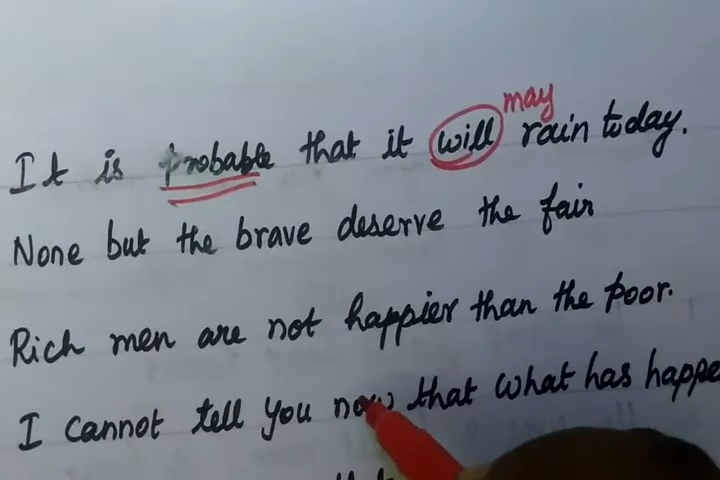 may
It is probable that it will rain today.
None but the brave deserve the fair
Rich men are not happier than the poor.
I cannot tell you now that what has happe